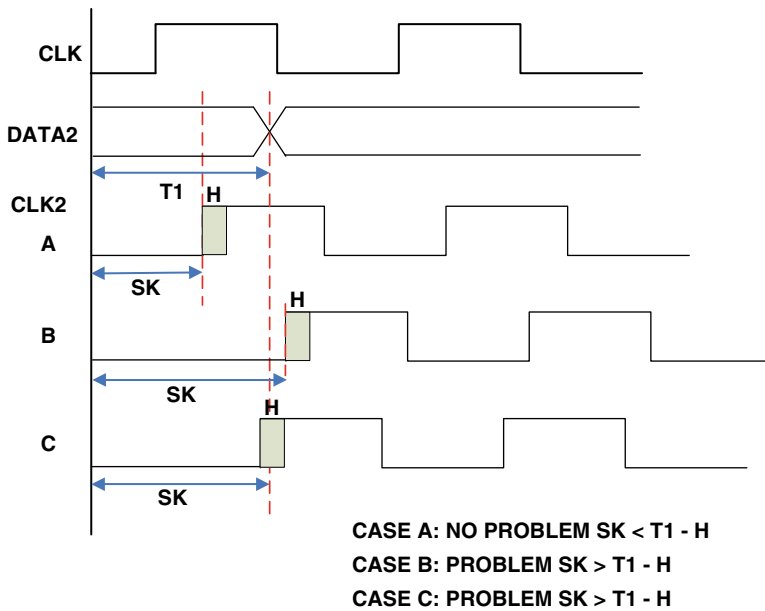 CLK
DATA2
T1
CLK2
H
A
SK
H
B
SK
H
C
SK
CASE A: NO PROBLEM SK < T1 - H
CASE B: PROBLEM SK > T1 - H
CASE C: PROBLEM SK > T1 - H